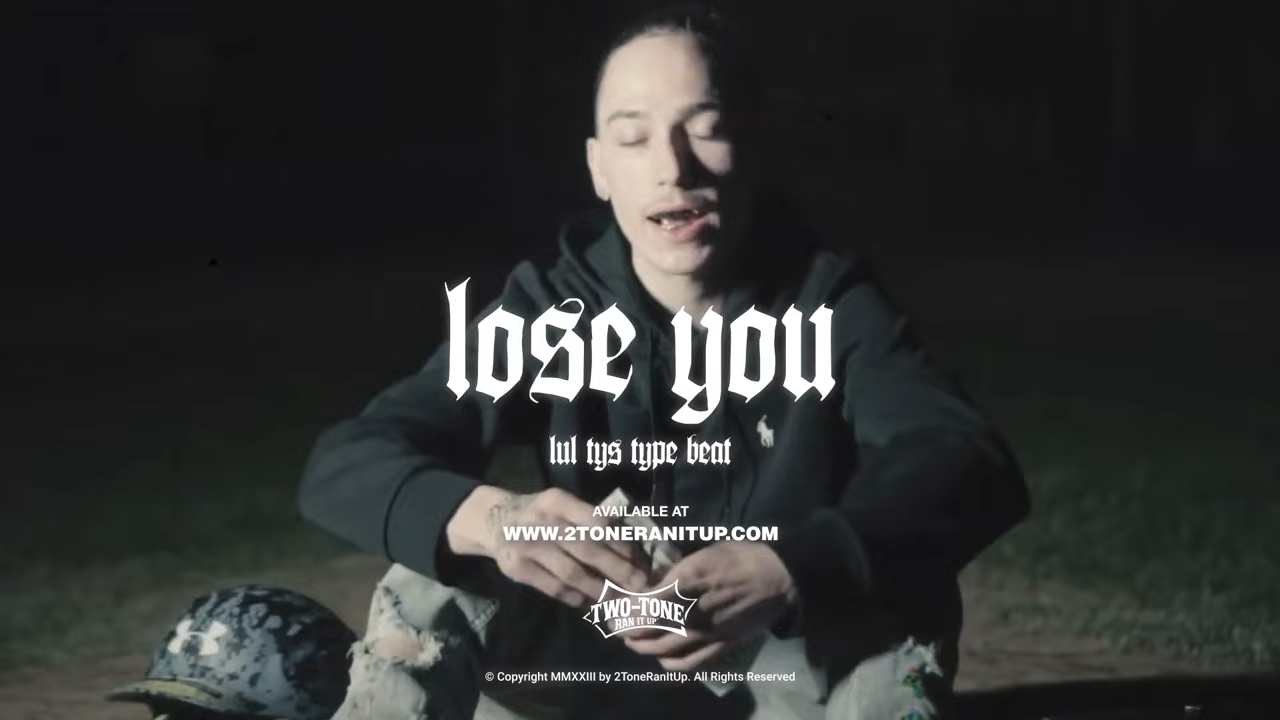 lose you
lul tys type beat
AVAILABLE AT
WWW.2TONERANITUP.COM
TWO-TONE
RAN IT UP
© Copyright MMXXIII by 2ToneRanItUp. All Rights Reserved